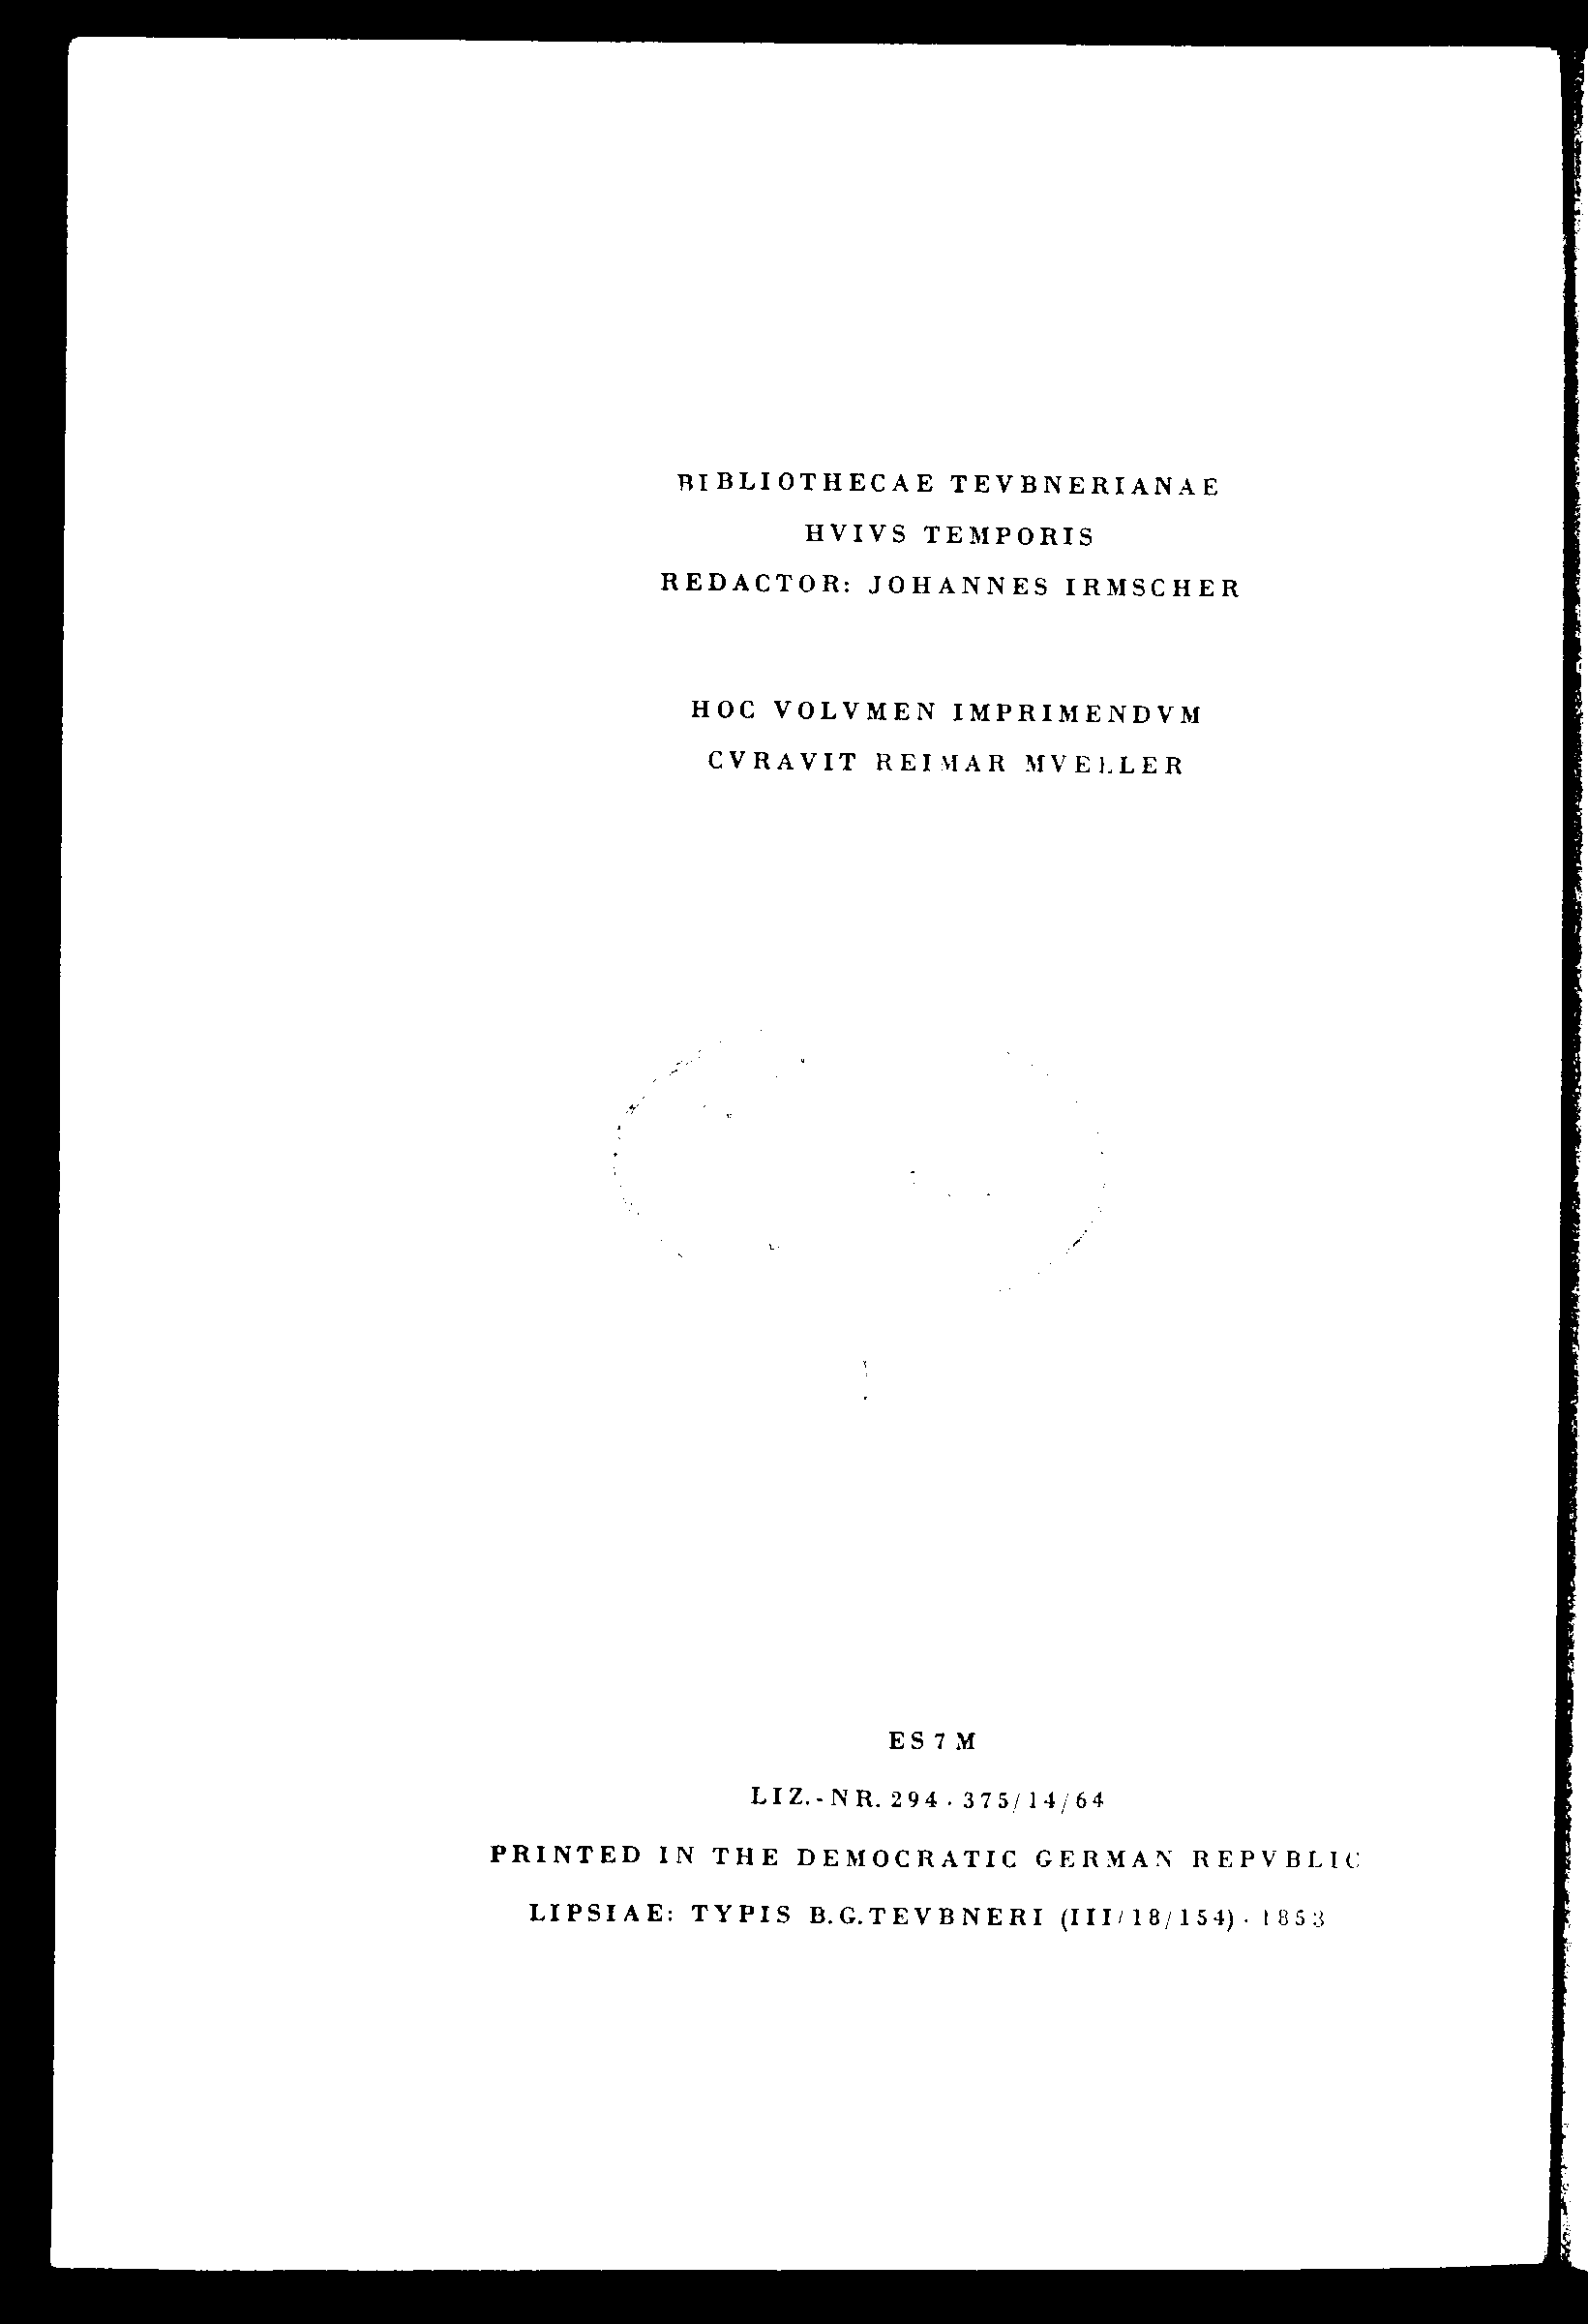 BIBLIOTHECAE TEVBNERIANAE
HVIVS TEMPORIS
REDACTOR: JOHANNES IRMSCHER
HOC VOLVMEN IMPRIMENDVM
CVRAVIT REIMAR MVELLER
ES 7 M
LIZ.-NR. 294 · 375/14/64
PRINTED IN THE DEMOCRATIC GERMAN REPVBLIC
LIPSIAE: TYPIS B.G. TEVBNERI (III/18/154) · 1853